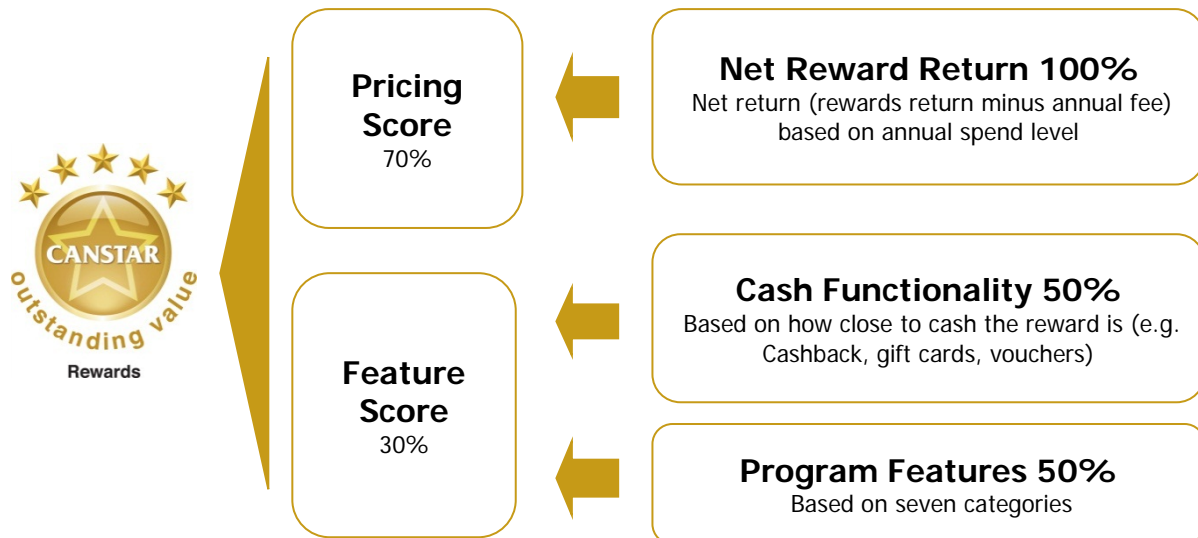 CANSTAR
outstanding value
Rewards
Pricing
Score
70%
Net Reward Return 100%
Net return (rewards return minus annual fee)
based on annual spend level
Feature
Score
30%
Cash Functionality 50%
Based on how close to cash the reward is (e.g.
Cashback, gift cards, vouchers)
Program Features 50%
Based on seven categories